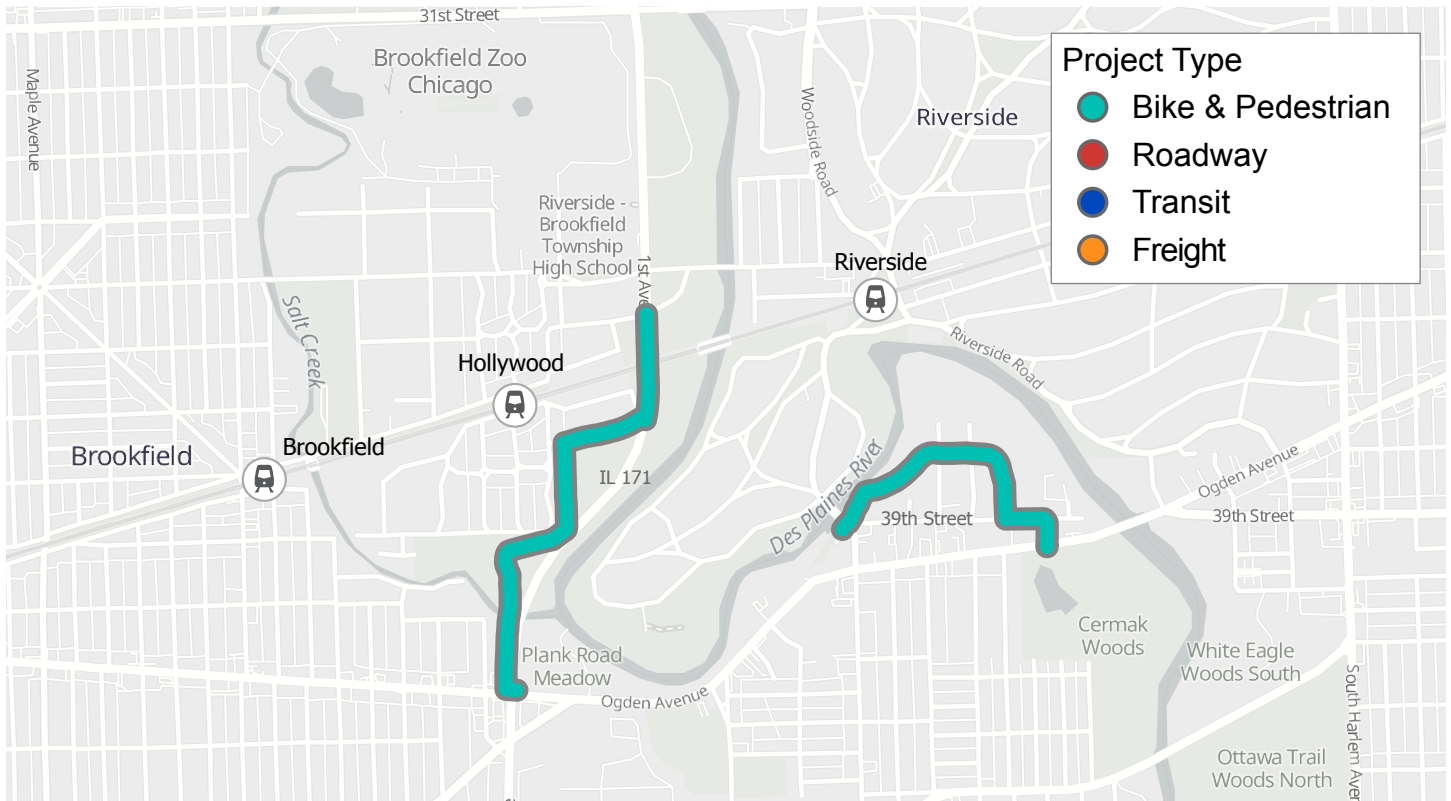 31st Street
Brookfield Zoo
Chicago
Maple Avenue
Woodside Road
Riverside
Project Type
Bike & Pedestrian
Roadway
Transit
Freight
Riverside -
Brookfield
Township
High School
1st Ave
Riverside
Salt Creek
Hollywood
Riverside Road
Brookfield
Brookfield
IL 171
Des Plaines River
39th Street
Ogden Avenue
39th Street
Cermak
Woods
White Eagle
Woods South
Plank Road
Meadow
Ogden Avenue
South Harlem Aven
Ottawa Trail
Woods North